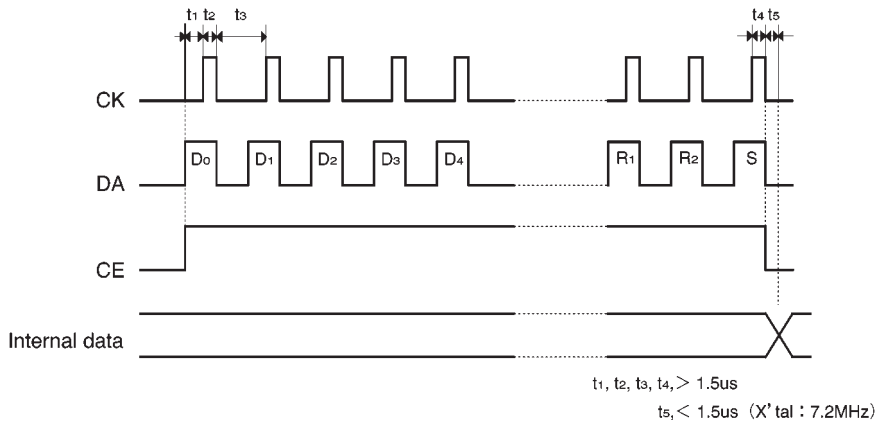 t1 t2 t3 t4 t5
CK
D0 D1 D2 D3 D4 R1 R2 S
DA
CE
Internal data
t1, t2, t3, t4,> 1.5us
t5,< 1.5us (X'tal : 7.2MHz)